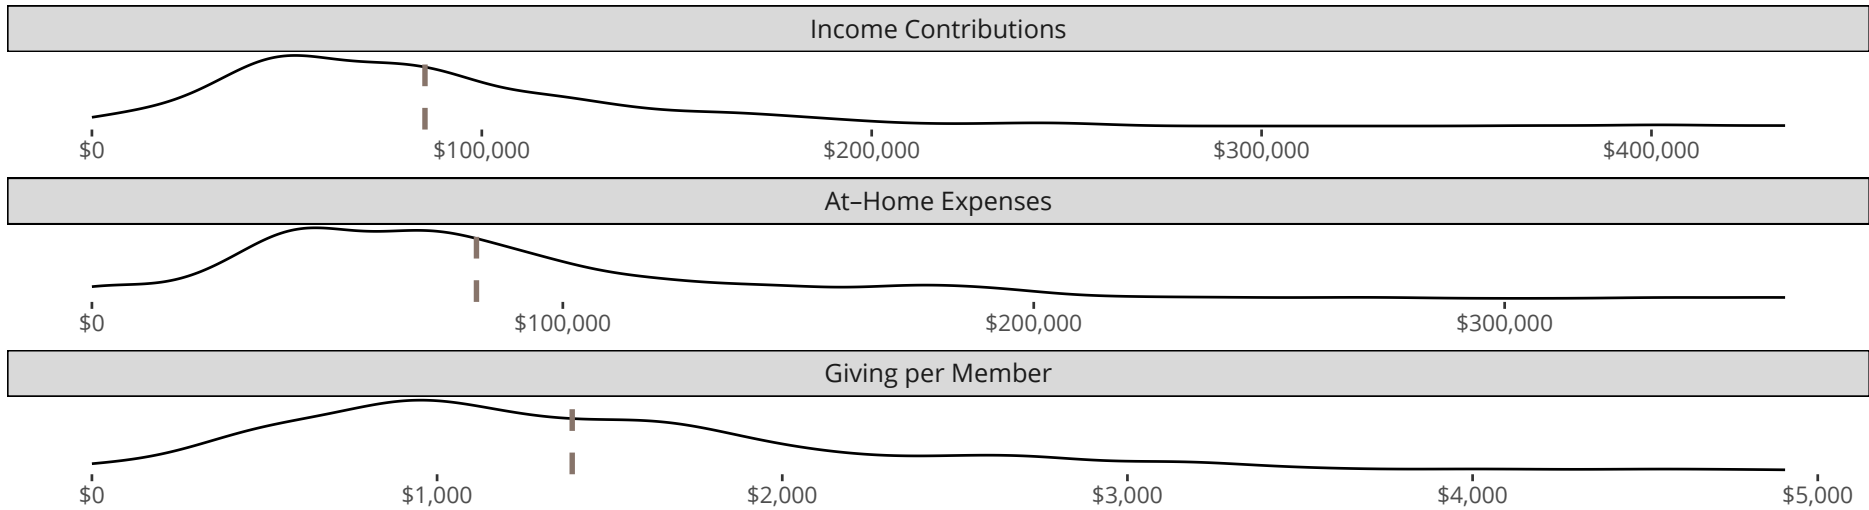 Income Contributions
$0 $100,000 $200,000 $300,000 $400,000
At–Home Expenses
$0 $100,000 $200,000 $300,000
Giving per Member
$0 $1,000 $2,000 $3,000 $4,000 $5,000